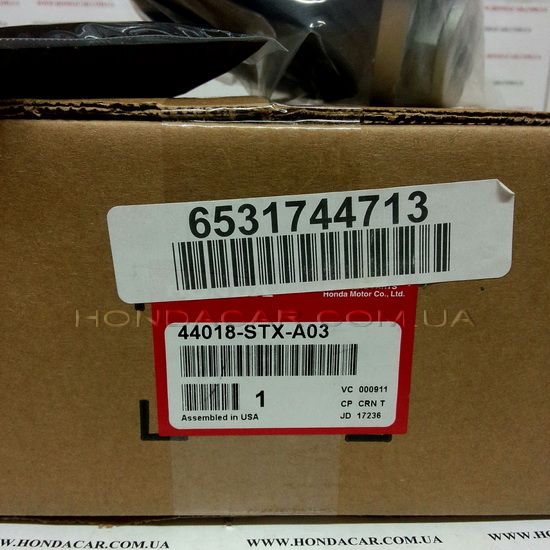 6531744713
Honda Motor Co., Ltd.
HONDACAR.COM.UA
44018-STX-A03
1
VC 000911
CP CRN T
JD 17236
Assembled in USA
WWW.HONDACAR.COM.UA
WWW.HONDACAR.COM.UA